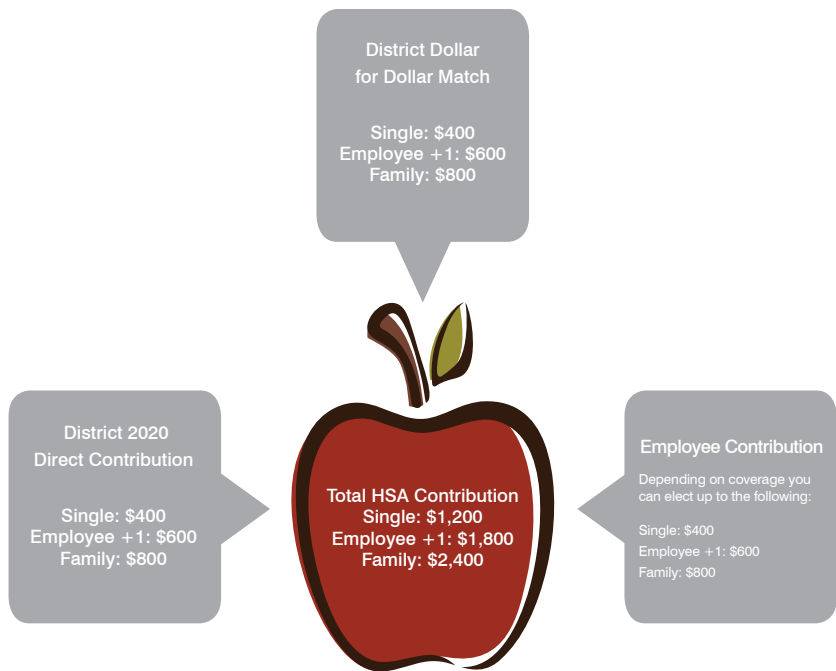 District Dollar
for Dollar Match
Single: $400
Employee +1: $600
Family: $800
District 2020
Direct Contribution
Single: $400
Employee +1: $600
Family: $800
Total HSA Contribution
Single: $1,200
Employee +1: $1,800
Family: $2,400
Employee Contribution
Depending on coverage you
can elect up to the following:
Single: $400
Employee +1: $600
Family: $800